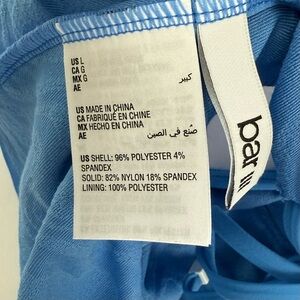 US L
CA G
MX G
AE كبير
US MADE IN CHINA
CA FABRIQUÉ EN CHINE
MX HECHO EN CHINA
AE صُنع في الصين
US SHELL: 96% POLYESTER 4%
SPANDEX
SOLID: 82% NYLON 18% SPANDEX
LINING: 100% POLYESTER
bar III